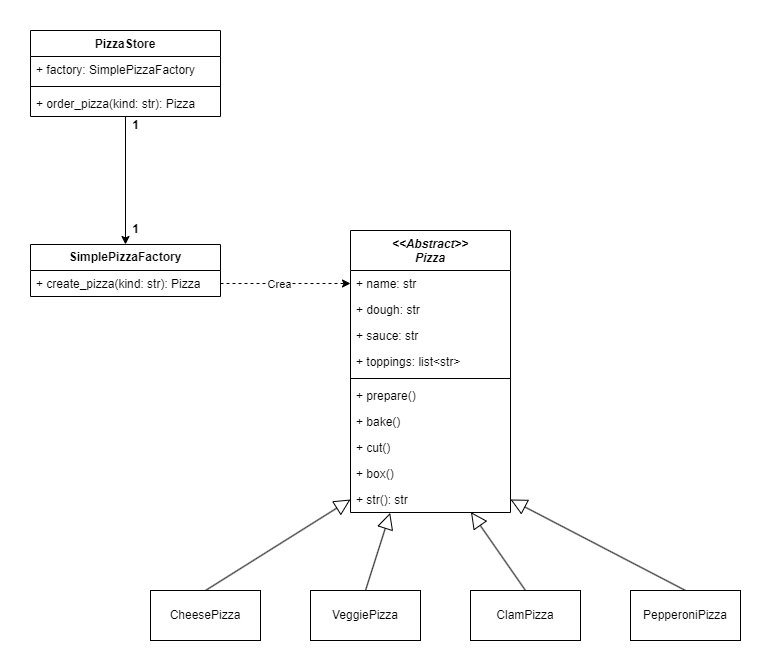 PizzaStore
+ factory: SimplePizzaFactory
+ order_pizza(kind: str): Pizza
1
1
SimplePizzaFactory
+ create_pizza(kind: str): Pizza
Crea
<<Abstract>>
Pizza
+ name: str
+ dough: str
+ sauce: str
+ toppings: list<str>
+ prepare()
+ bake()
+ cut()
+ box()
+ str(): str
CheesePizza
VeggiePizza
ClamPizza
PepperoniPizza